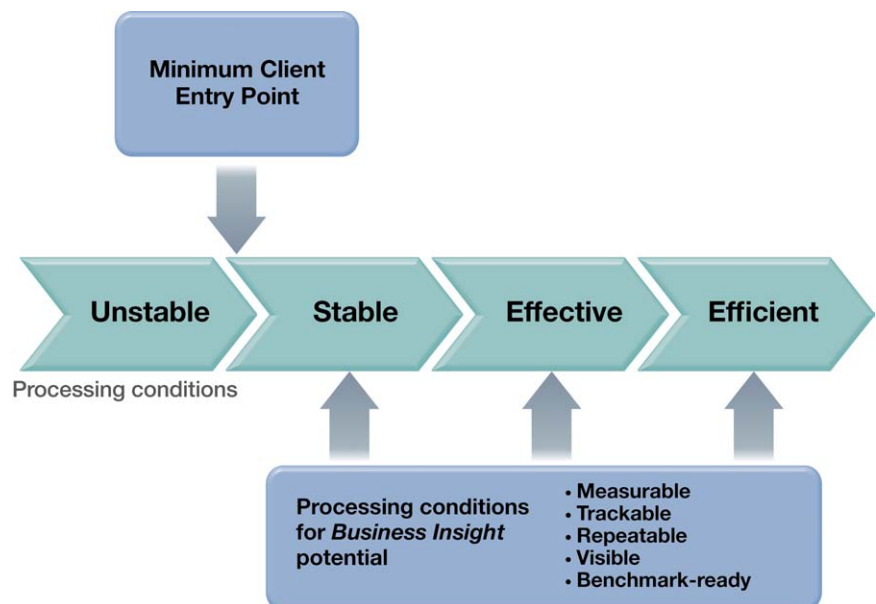 Minimum Client
Entry Point
Unstable
Stable
Effective
Efficient
Processing conditions
Processing conditions
for Business Insight
potential
• Measurable
• Trackable
• Repeatable
• Visible
• Benchmark-ready